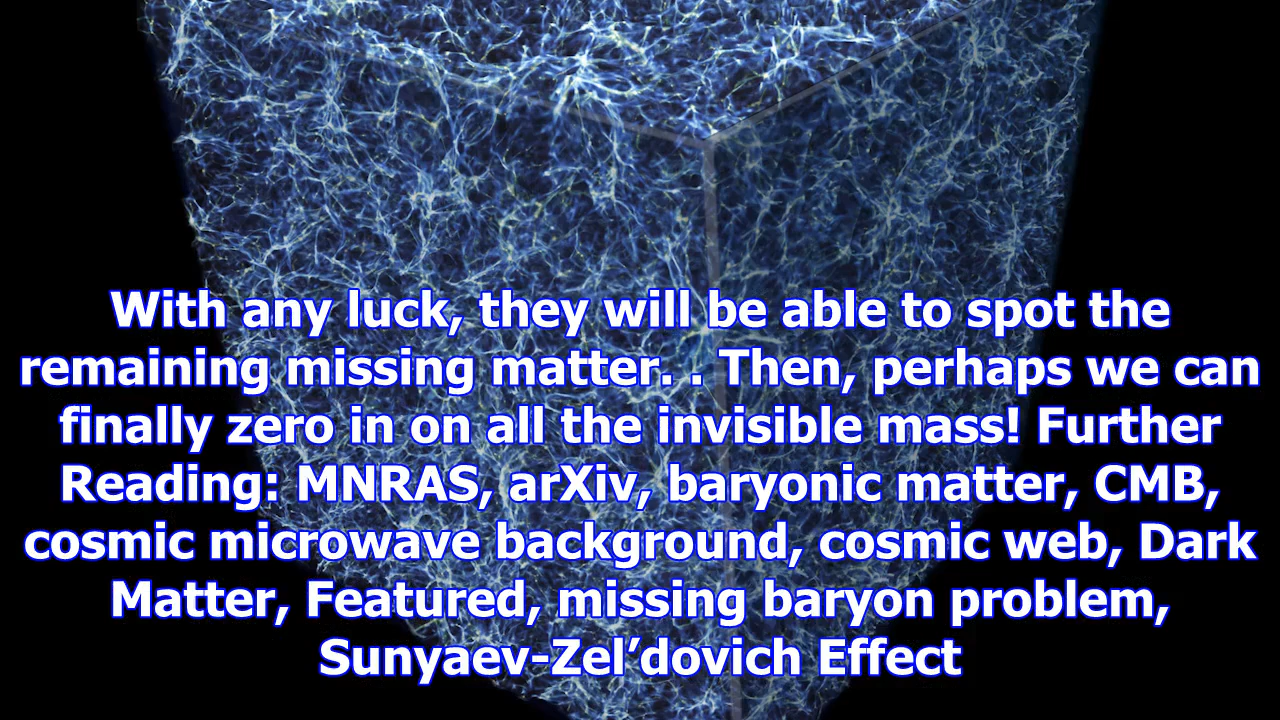 With any luck, they will be able to spot the
remaining missing matter. . Then, perhaps we can
finally zero in on all the invisible mass! Further
Reading: MNRAS, arXiv, baryonic matter, CMB,
cosmic microwave background, cosmic web, Dark
Matter, Featured, missing baryon problem,
Sunyaev-Zel’dovich Effect